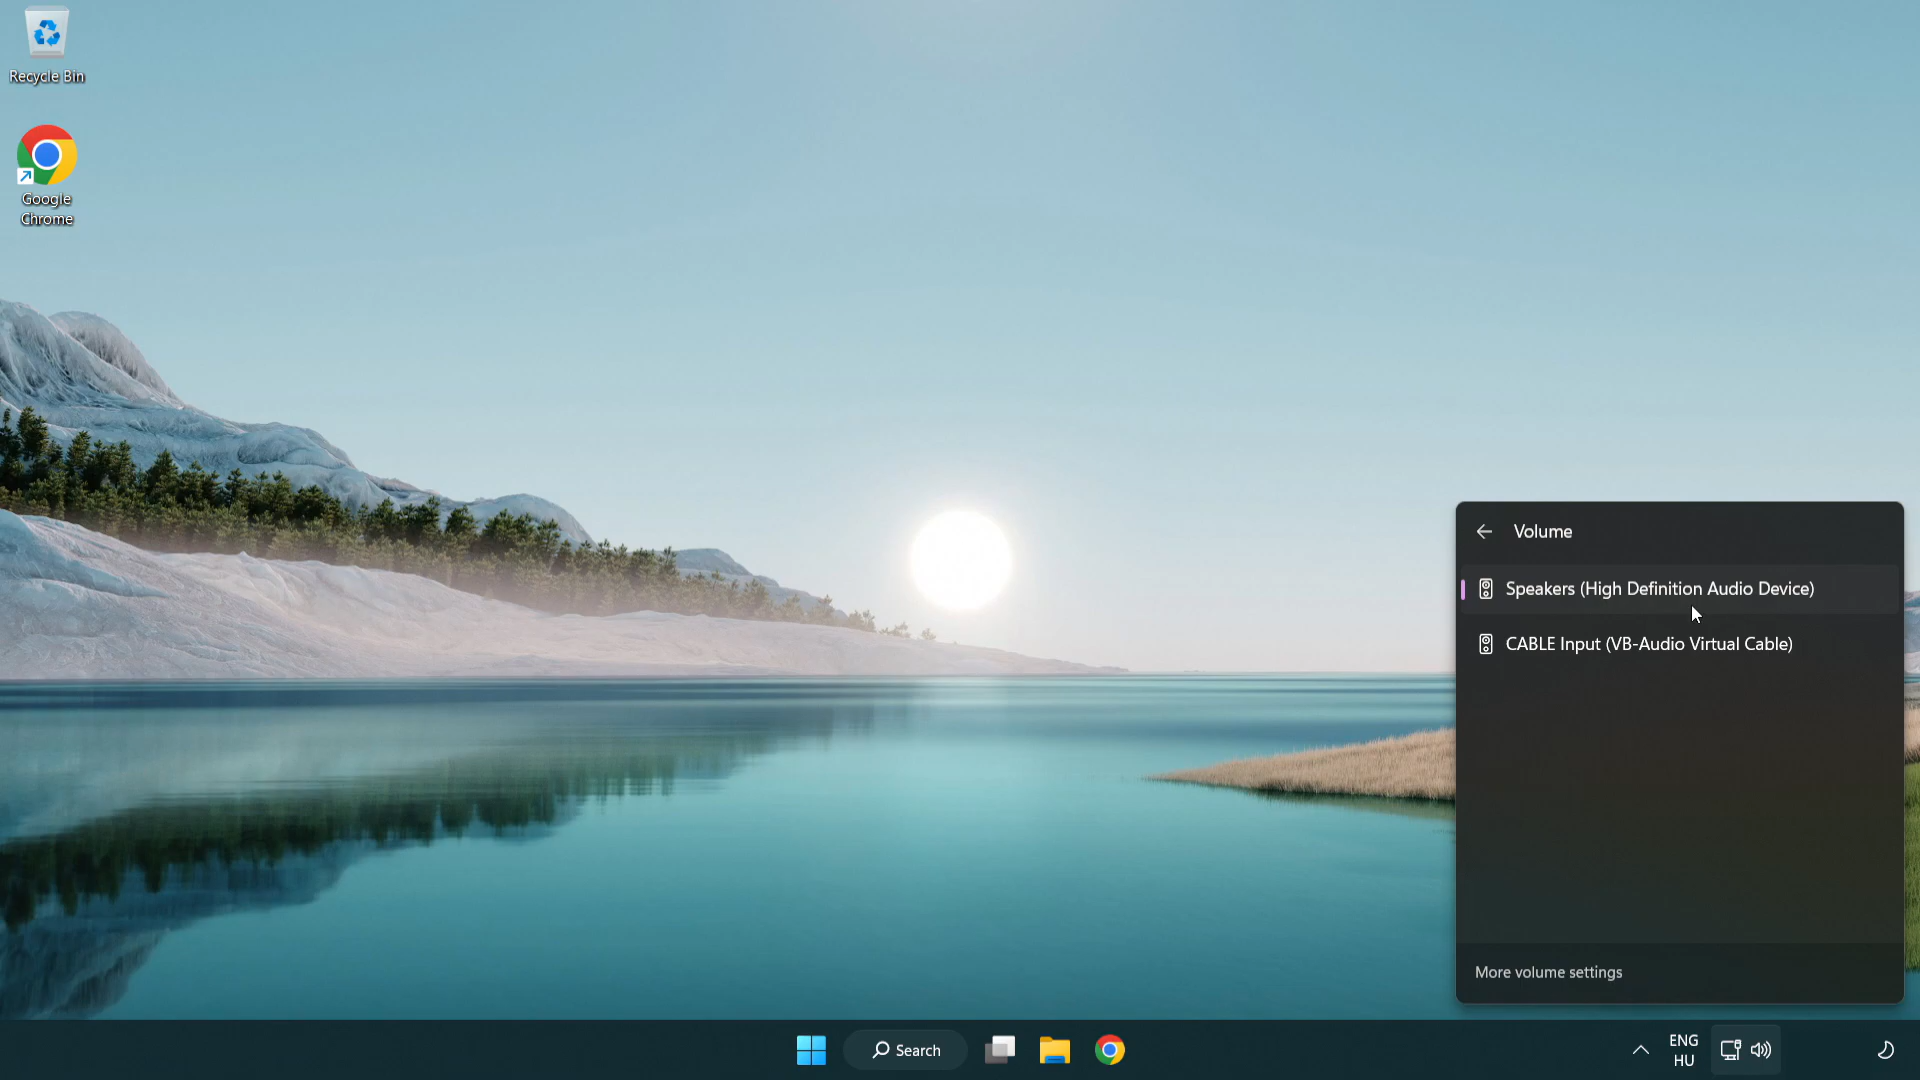 Recycle Bin
Google
Chrome
Volume
Speakers (High Definition Audio Device)
CABLE Input (VB-Audio Virtual Cable)
More volume settings
Search
ENG
HU